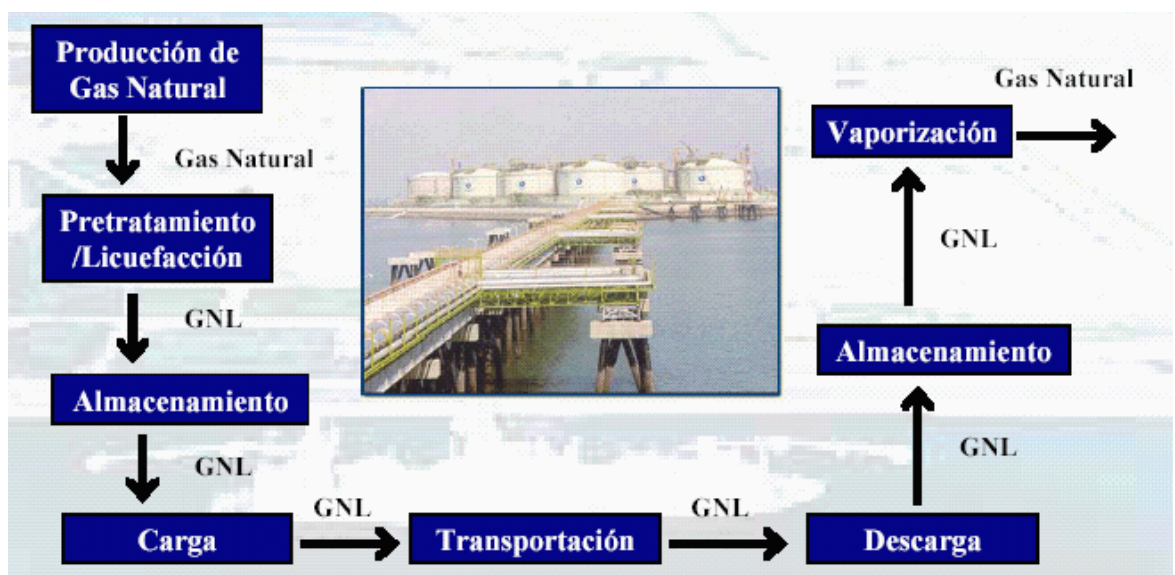 Producción de
Gas Natural
Gas Natural
Pretratamiento
/Licuefacción
GNL
Almacenamiento
GNL
Carga
GNL
Transportación
GNL
Descarga
GNL
Almacenamiento
GNL
Vaporización
Gas Natural